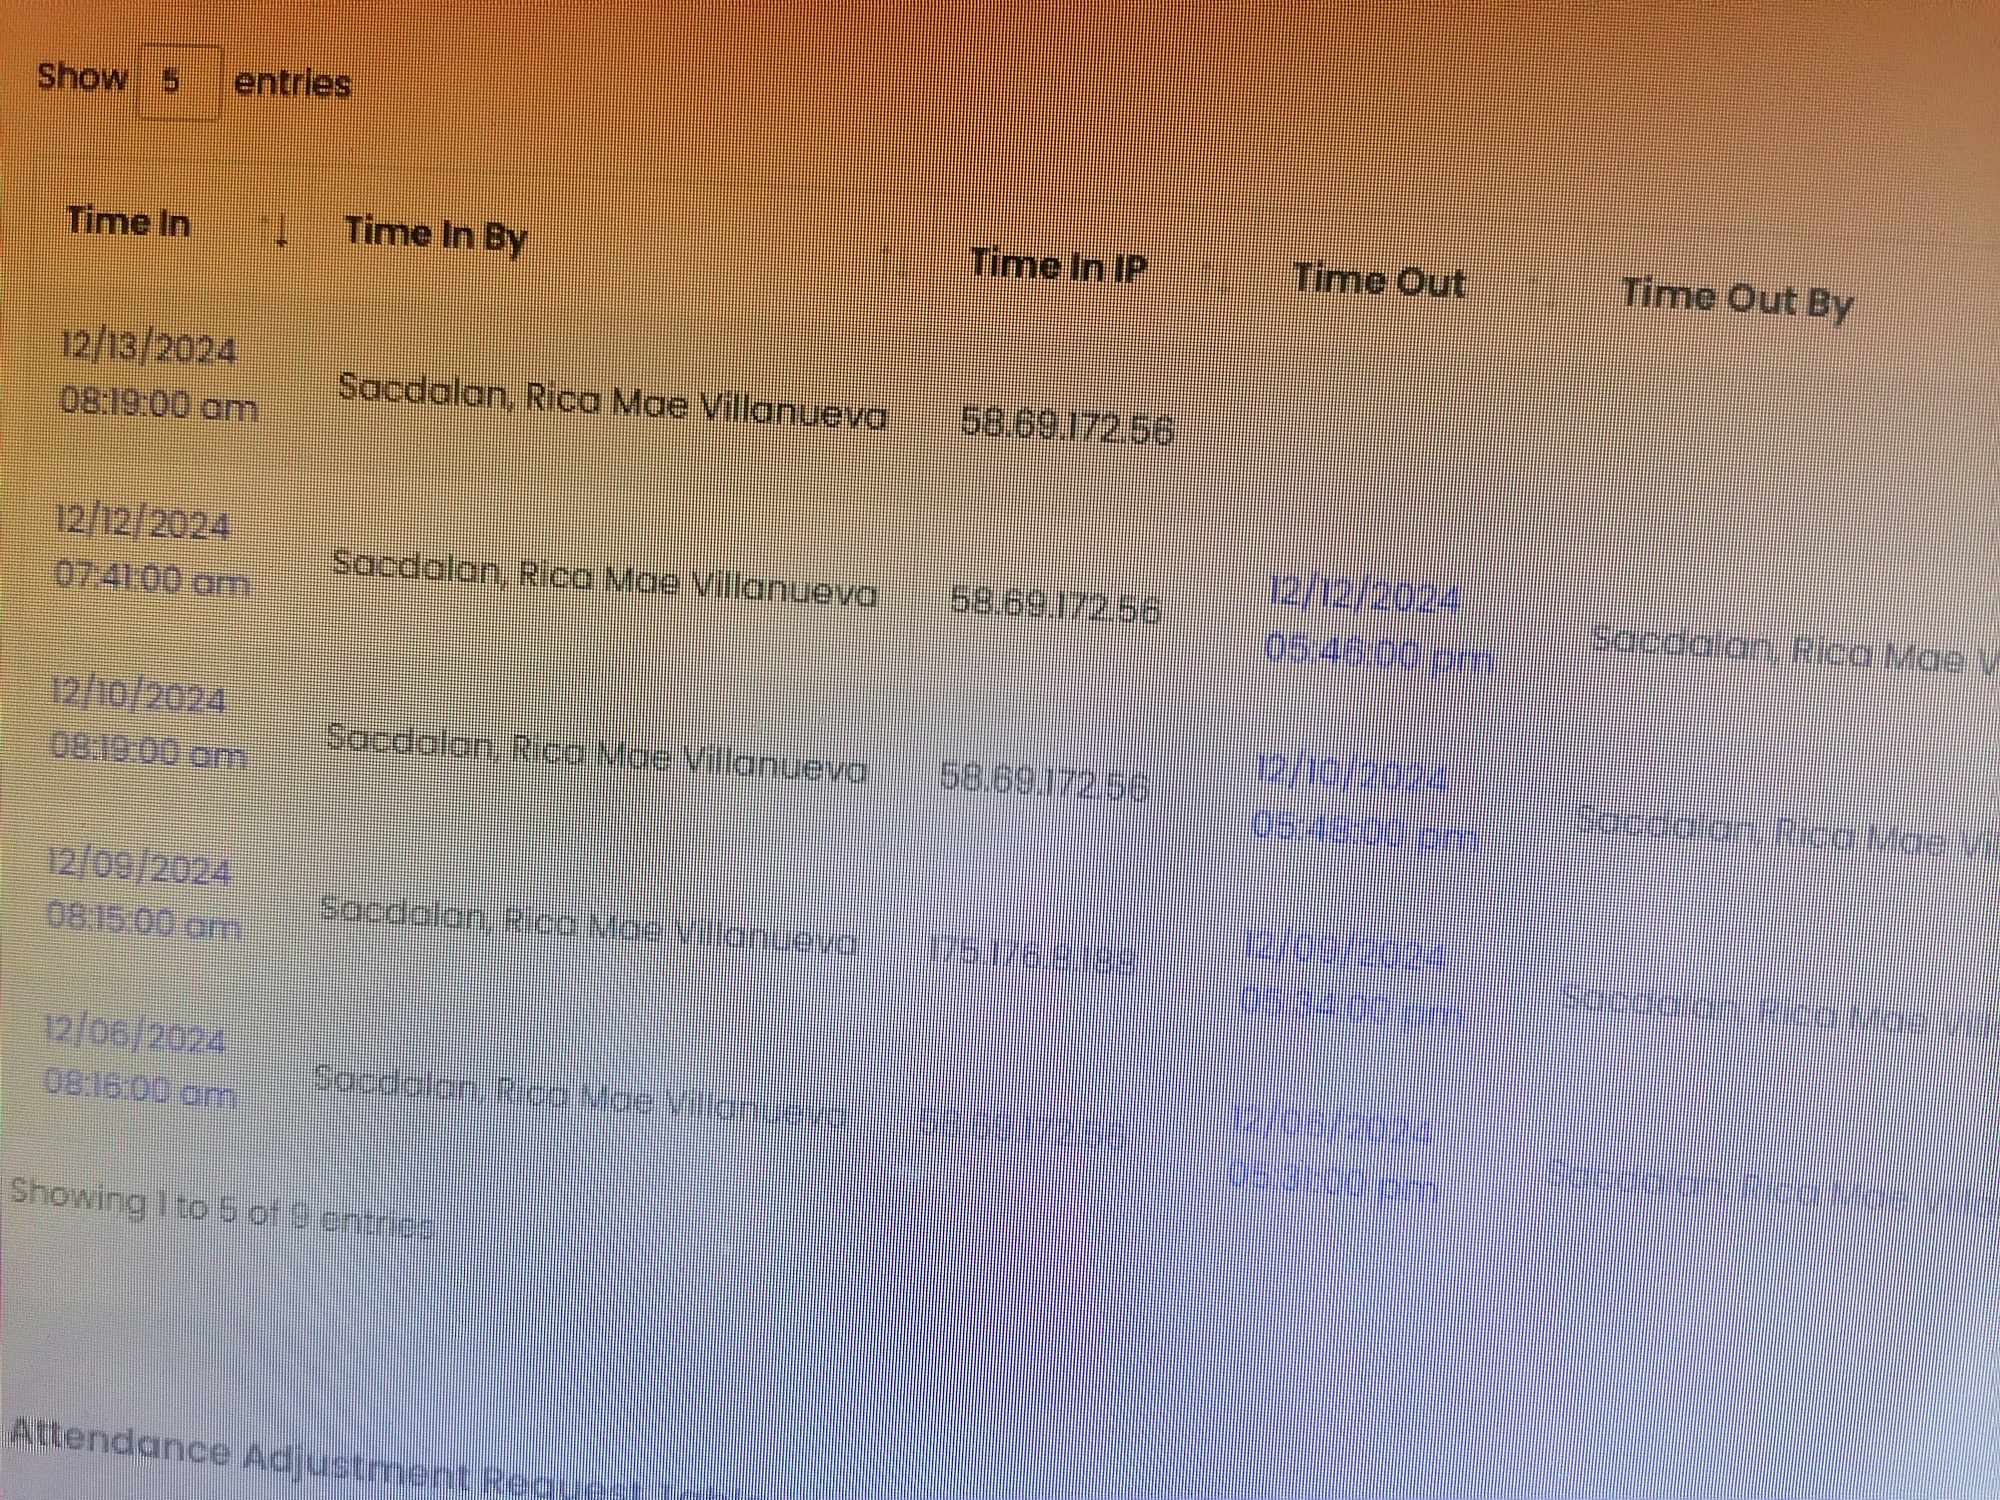 Show 5 entries
Time In Time In By Time In IP Time Out Time Out By
12/13/2024
08:19:00 am Sacdalan, Rica Mae Villanueva 58.69.172.56
12/12/2024
07:41:00 am Sacdalan, Rica Mae Villanueva 58.69.172.56 12/12/2024
05:46:00 pm Sacdalan, Rica Mae V
12/10/2024
08:19:00 am Sacdalan, Rica Mae Villanueva 58.69.172.56 12/10/2024
05:48:00 pm Sacdalan, Rica Mae Vi
12/09/2024
08:15:00 am Sacdalan, Rica Mae Villanueva 12/09/2024
05:34:00 pm Sacdalan, Rica Mae
12/06/2024
08:16:00 am Sacdalan, Rica Mae Villanueva 12/06/2024
05:31:00 pm Sacdalan, Rica Mae
Showing 1 to 5 of 9 entries
Attendance Adjustment Request